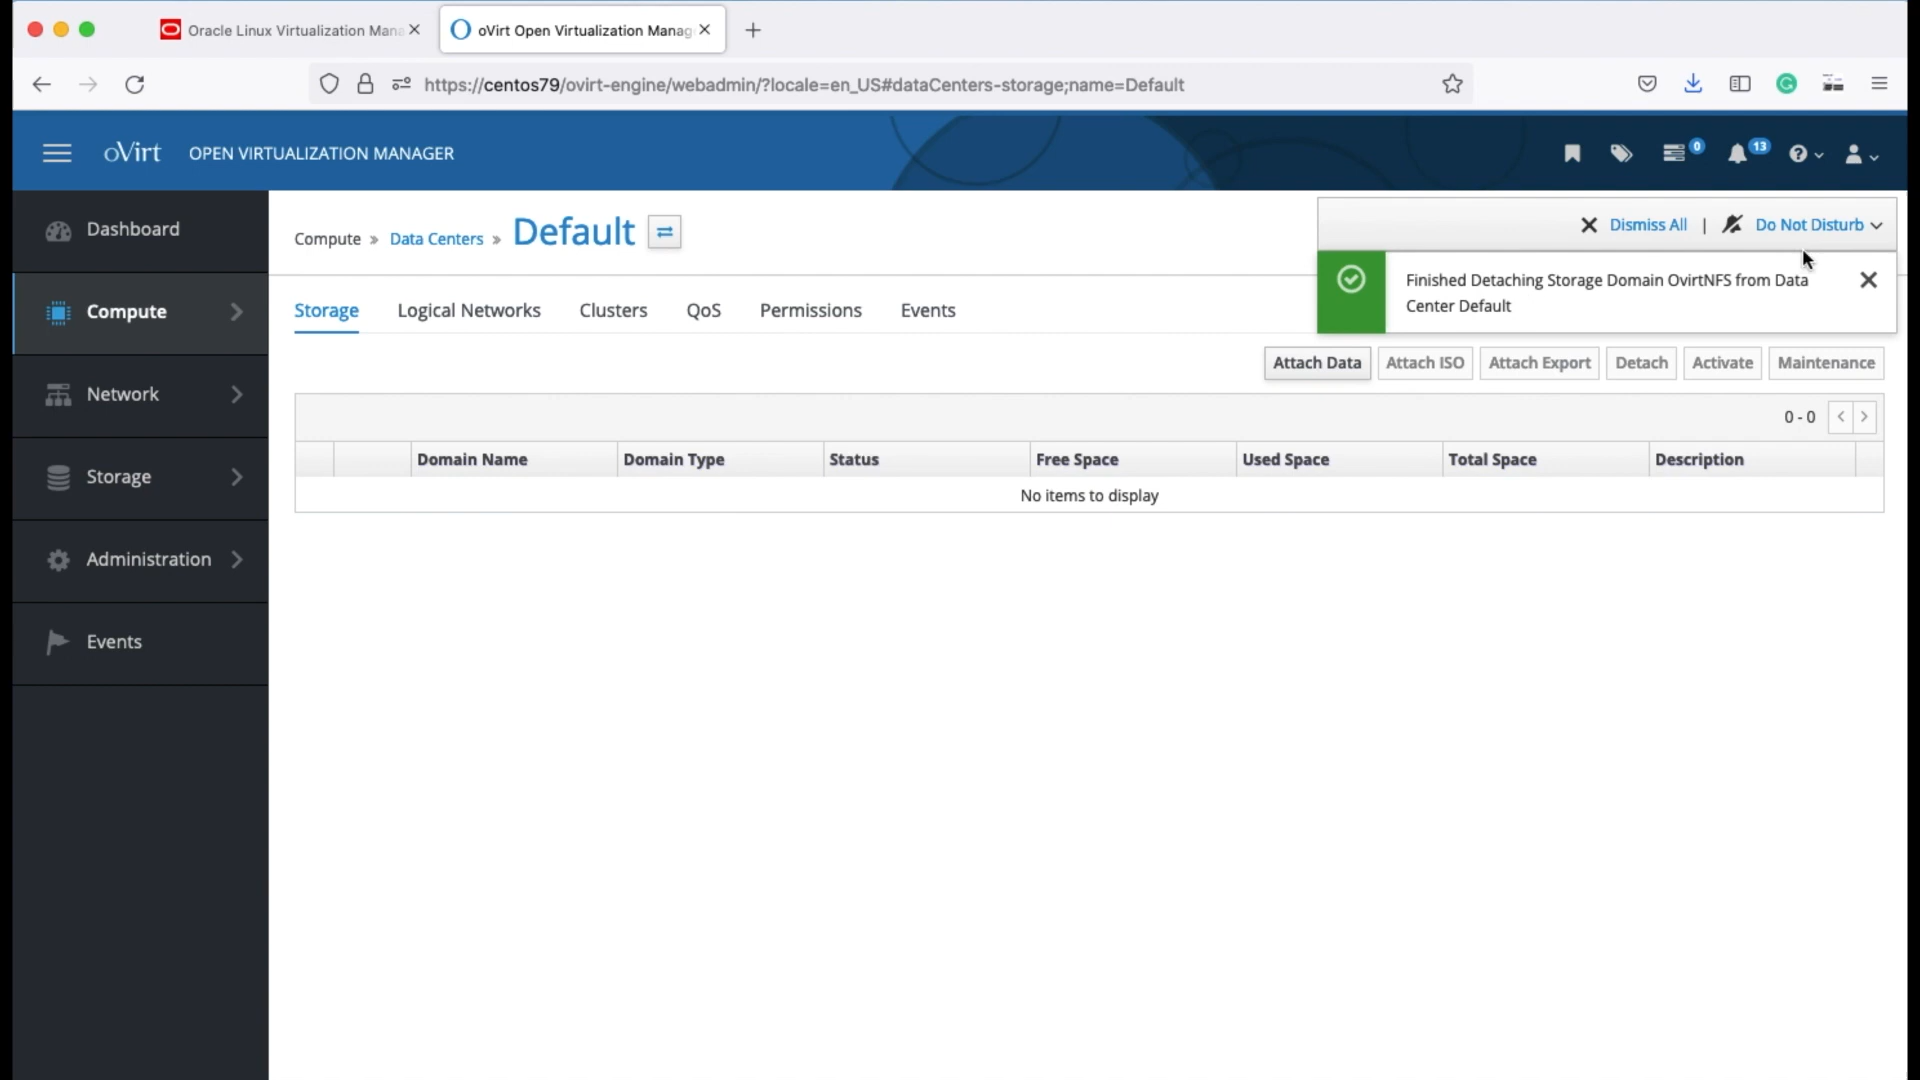 Oracle Linux Virtualization Mana
oVirt Open Virtualization Manag
https://centos79/ovirt-engine/webadmin/?locale=en_US#dataCenters-storage;name=Default
oVirt OPEN VIRTUALIZATION MANAGER
0
13
Dashboard
Compute
Network
Storage
Administration
Events
Compute » Data Centers » Default
Dismiss All | Do Not Disturb
Finished Detaching Storage Domain OvirtNFS from Data
Center Default
Storage Logical Networks Clusters QoS Permissions Events
Attach Data Attach ISO Attach Export Detach Activate Maintenance
0 - 0
Domain Name Domain Type Status Free Space Used Space Total Space Description
No items to display